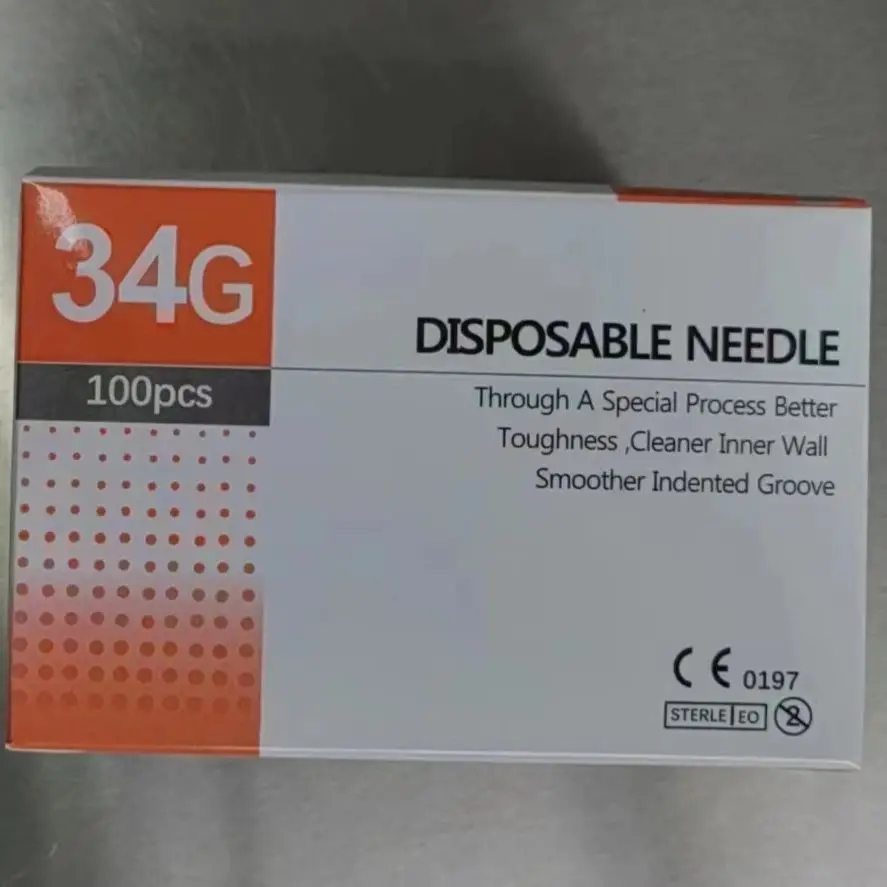 34G
100pcs
DISPOSABLE NEEDLE
Through A Special Process Better
Toughness ,Cleaner Inner Wall
Smoother Indented Groove
CE 0197
STERLE EO 2